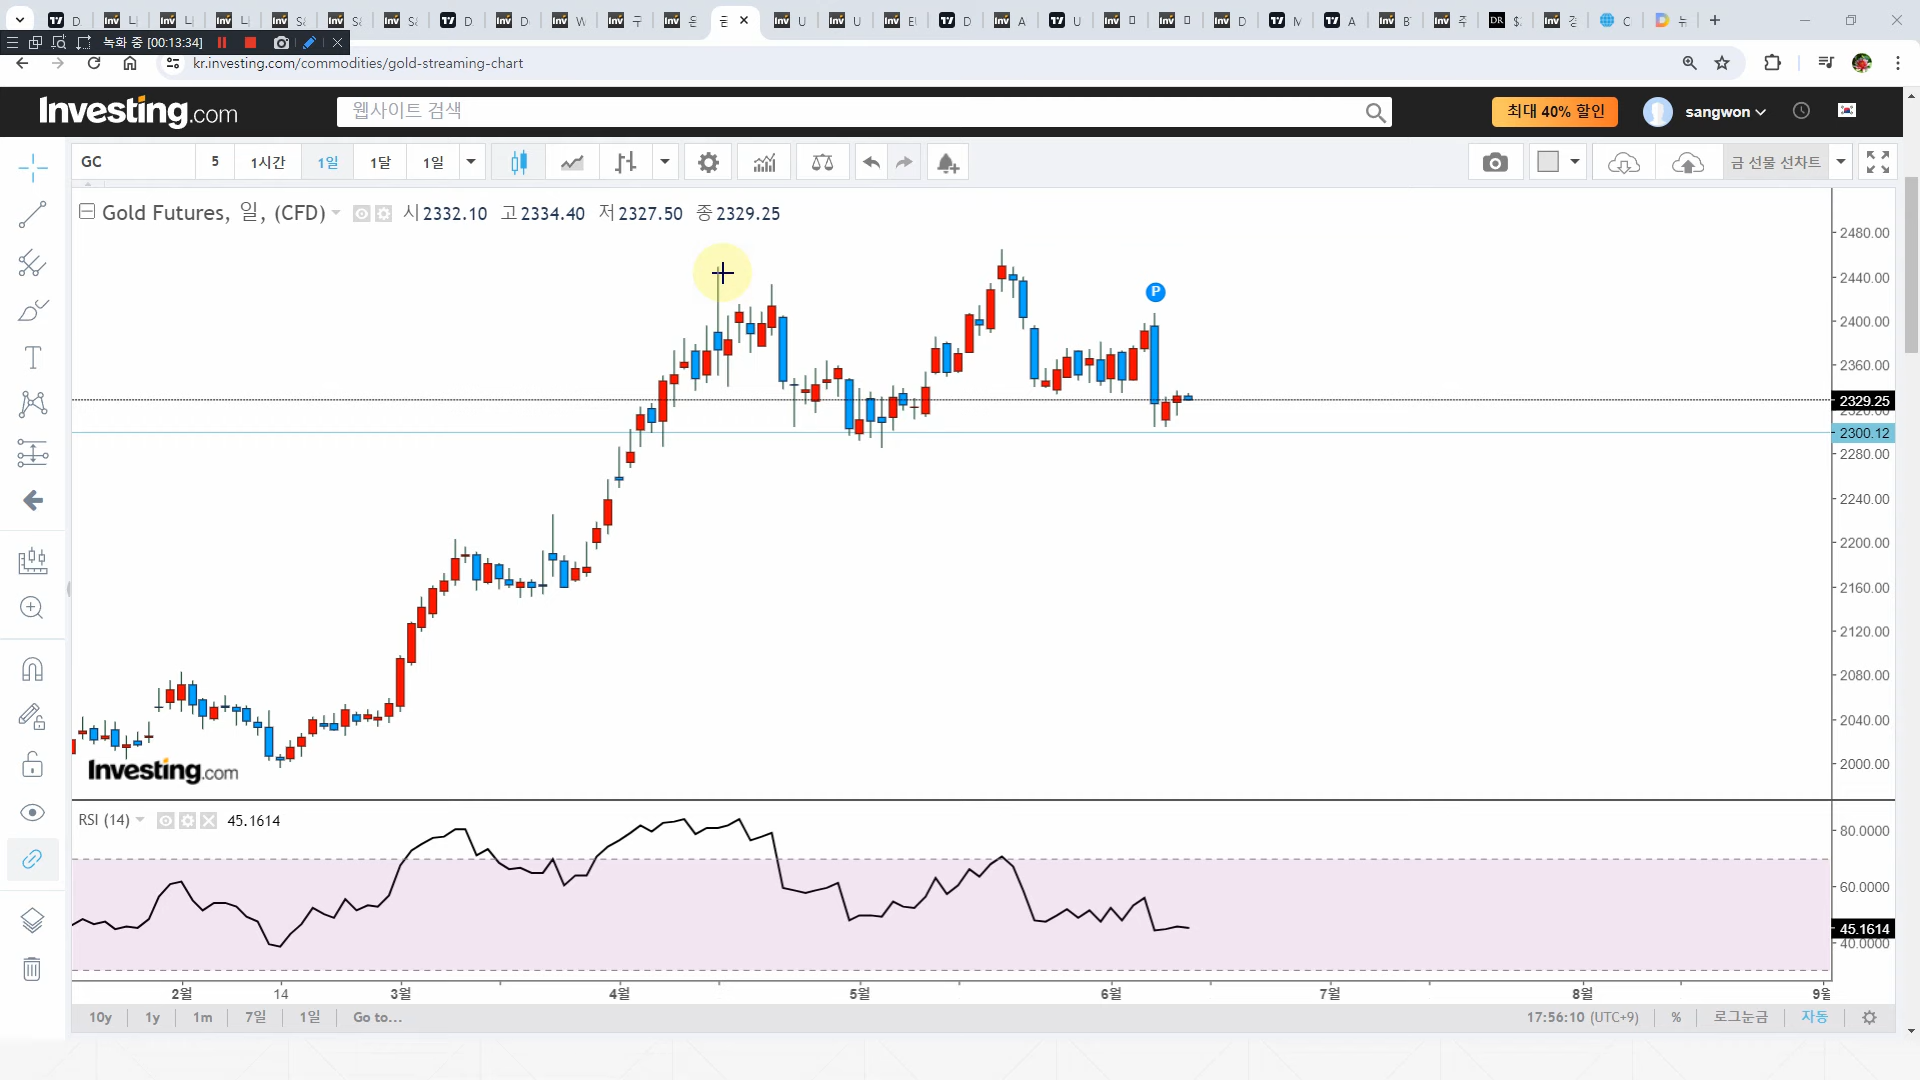 녹화 중 [00:13:34]
kr.investing.com/commodities/gold-streaming-chart
Investing.com
웹사이트 검색
최대 40% 할인
sangwon
GC
5
1시간
1일
1달
1일
금 선물 선차트
Gold Futures, 일, (CFD)
시 2332.10 고 2334.40 저 2327.50 종 2329.25
P
2480.00
2440.00
2400.00
2360.00
2329.25
2320.00
2300.12
2280.00
2240.00
2200.00
2160.00
2120.00
2080.00
2040.00
2000.00
Investing.com
RSI (14) 45.1614
80.0000
60.0000
45.1614
40.0000
2월 14 3월 4월 5월 6월 7월 8월 9월
10y 1y 1m 7일 1일 Go to...
17:56:10 (UTC+9) % 로그눈금 자동